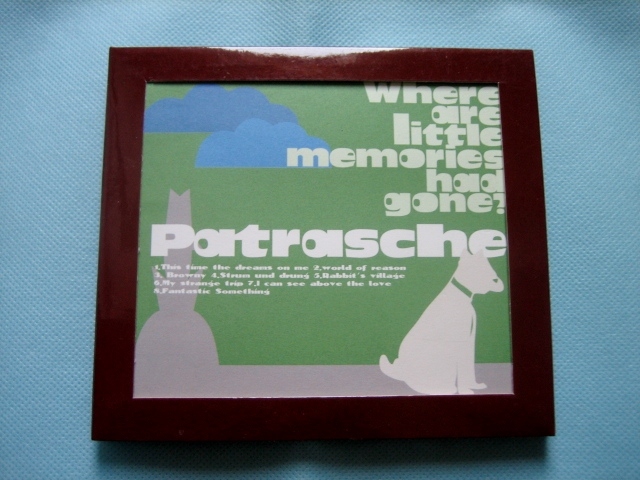 Where
are
little
memories
had
gone?
Patrasche
1,This time the dreams on me 2,world of reason
3, Browny 4,Strum und drung 5,Rabbit's village
6,My strange trip 7,I can see above the love
8,Fantastic Something